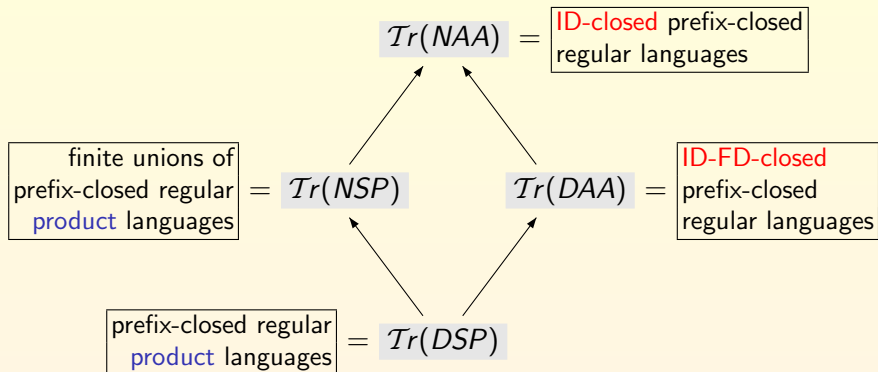 𝒯r(NAA) = ID-closed prefix-closed
regular languages
finite unions of
prefix-closed regular
product languages
= 𝒯r(NSP)
𝒯r(DAA) =
ID-FD-closed
prefix-closed
regular languages
prefix-closed regular
product languages
= 𝒯r(DSP)